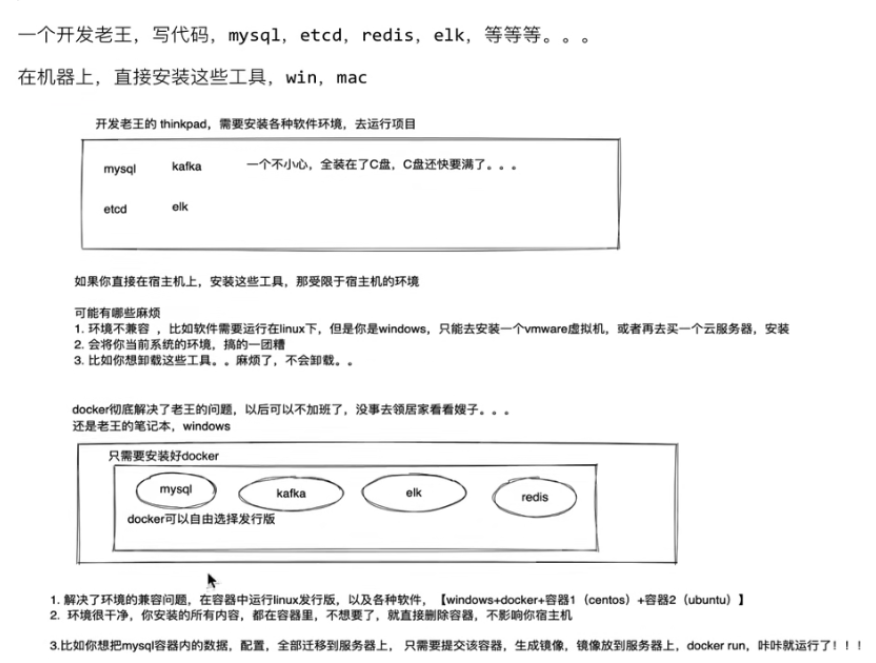 一个开发老王，写代码，mysql，etcd，redis，elk，等等等。。。
在机器上，直接安装这些工具，win，mac
开发老王的 thinkpad，需要安装各种软件环境，去运行项目
mysql kafka 一个不小心，全装在了C盘，C盘还快要满了。。。
etcd elk
如果你直接在宿主机上，安装这些工具，那受限于宿主机的环境
可能有哪些麻烦
1. 环境不兼容 ，比如软件需要运行在linux下，但是你是windows，只能去安装一个vmware虚拟机，或者再去买一个云服务器，安装
2. 会将你当前系统的环境，搞的一团糟
3. 比如你想卸载这些工具。。麻烦了，不会卸载。。
docker彻底解决了老王的问题，以后可以不加班了，没事去领居家看看嫂子。。。
还是老王的笔记本，windows
只需要安装好docker
mysql kafka elk redis
docker可以自由选择发行版
1. 解决了环境的兼容问题，在容器中运行linux发行版，以及各种软件，【windows+docker+容器1（centos）+容器2（ubuntu）】
2. 环境很干净，你安装的所有内容，都在容器里，不想要了，就直接删除容器，不影响你宿主机
3.比如你想把mysql容器内的数据，配置，全部迁移到服务器上， 只需要提交该容器，生成镜像，镜像放到服务器上，docker run，咔咔就运行了！！！